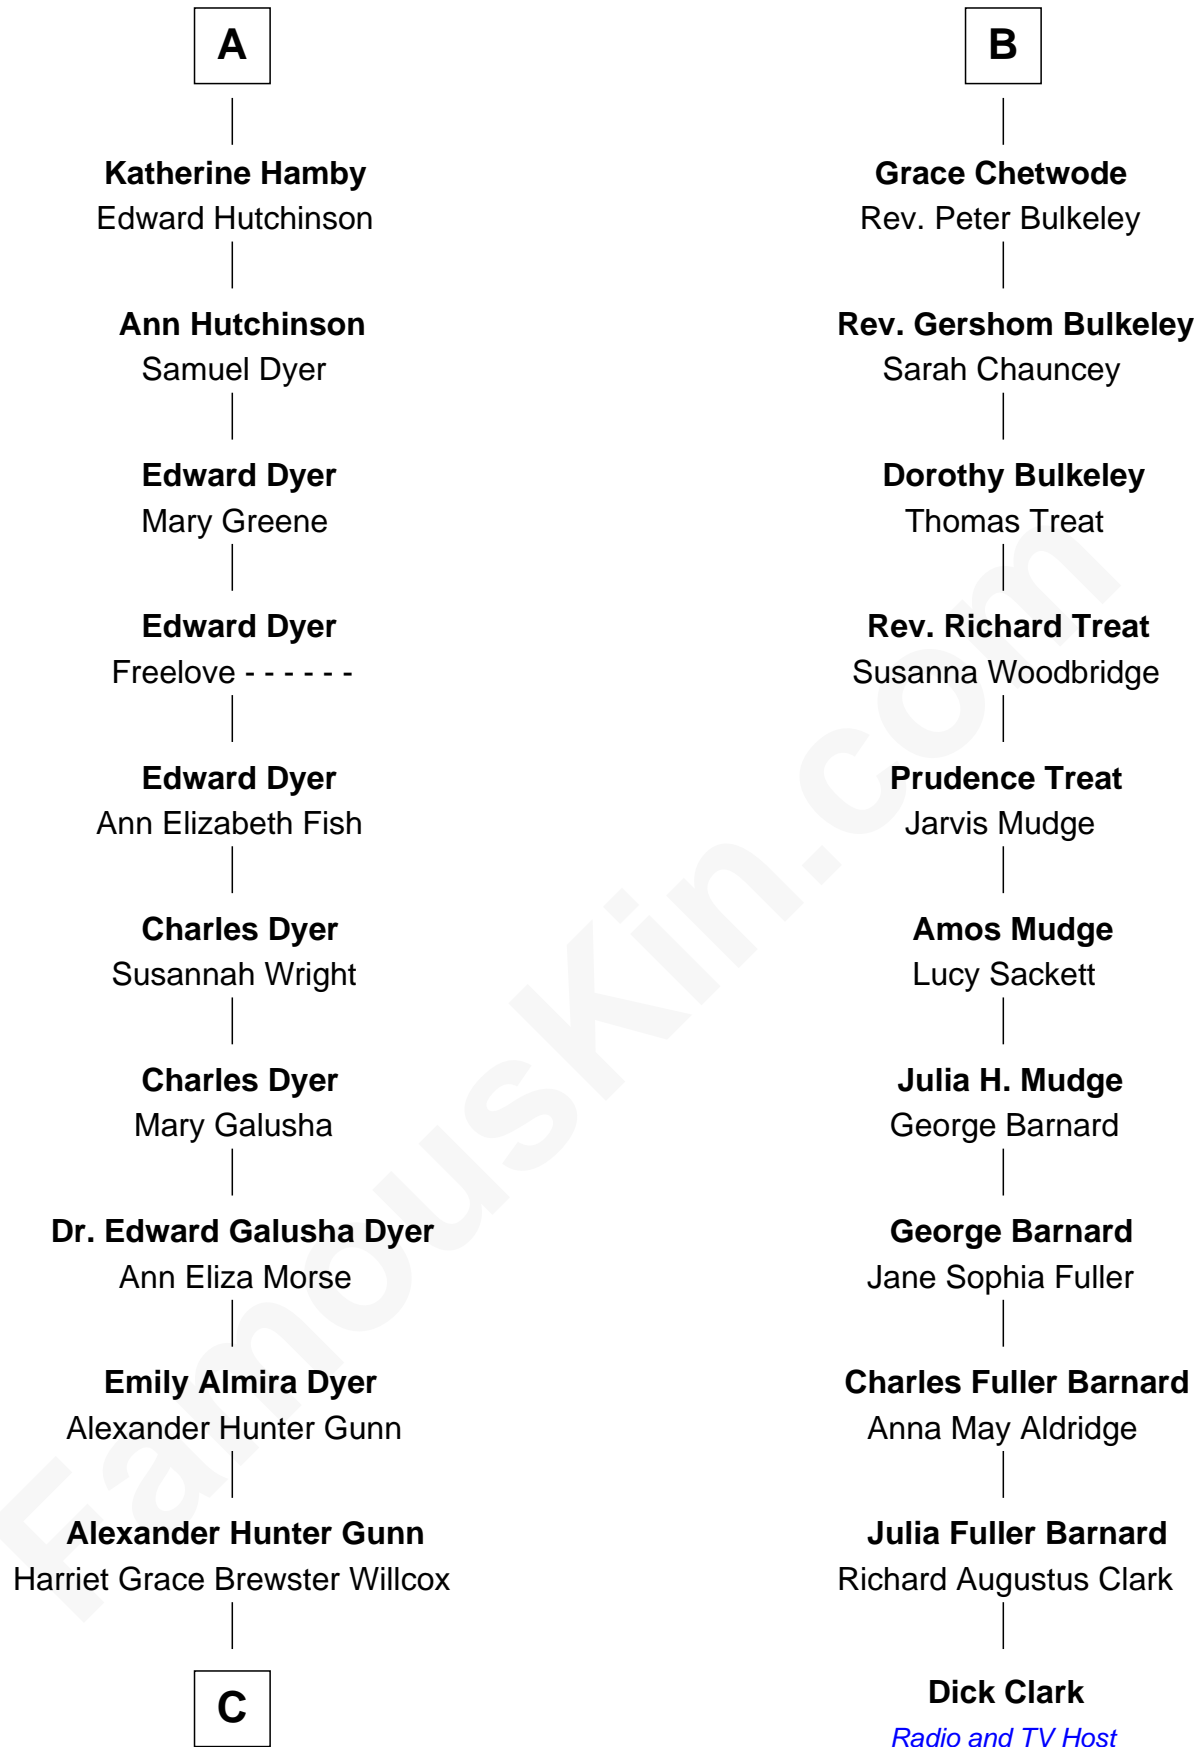 A
Katherine Hamby
Edward Hutchinson
Ann Hutchinson
Samuel Dyer
Edward Dyer
Mary Greene
Edward Dyer
Freelove - - - - - -
Edward Dyer
Ann Elizabeth Fish
Charles Dyer
Susannah Wright
Charles Dyer
Mary Galusha
Dr. Edward Galusha Dyer
Ann Eliza Morse
Emily Almira Dyer
Alexander Hunter Gunn
Alexander Hunter Gunn
Harriet Grace Brewster Willcox
C
B
Grace Chetwode
Rev. Peter Bulkeley
Rev. Gershom Bulkeley
Sarah Chauncey
Dorothy Bulkeley
Thomas Treat
Rev. Richard Treat
Susanna Woodbridge
Prudence Treat
Jarvis Mudge
Amos Mudge
Lucy Sackett
Julia H. Mudge
George Barnard
George Barnard
Jane Sophia Fuller
Charles Fuller Barnard
Anna May Aldridge
Julia Fuller Barnard
Richard Augustus Clark
Dick Clark
Radio and TV Host
FamousKin.com